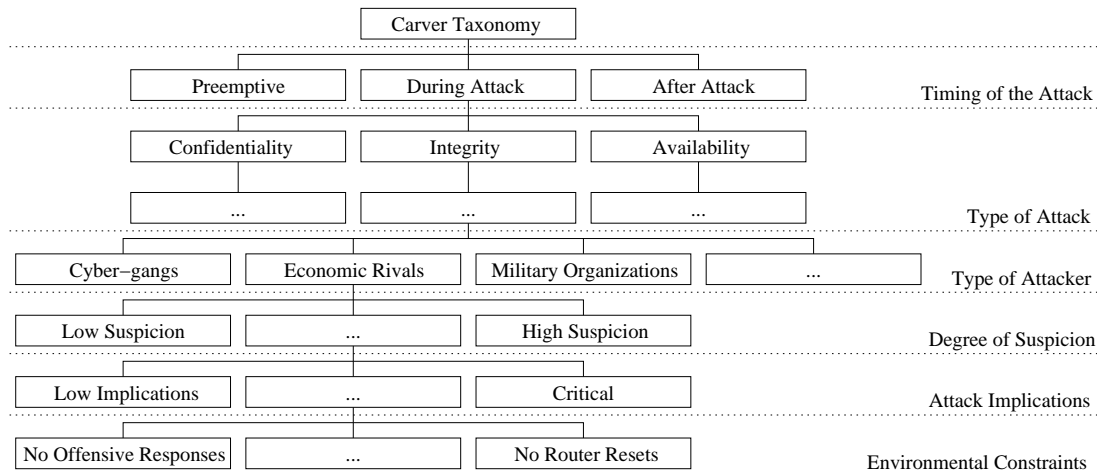 Carver Taxonomy
Preemptive During Attack After Attack
Timing of the Attack
Confidentiality Integrity Availability
... ... ...
Type of Attack
Cyber−gangs Economic Rivals Military Organizations ...
Type of Attacker
Low Suspicion ... High Suspicion
Degree of Suspicion
Low Implications ... Critical
Attack Implications
No Offensive Responses ... No Router Resets
Environmental Constraints